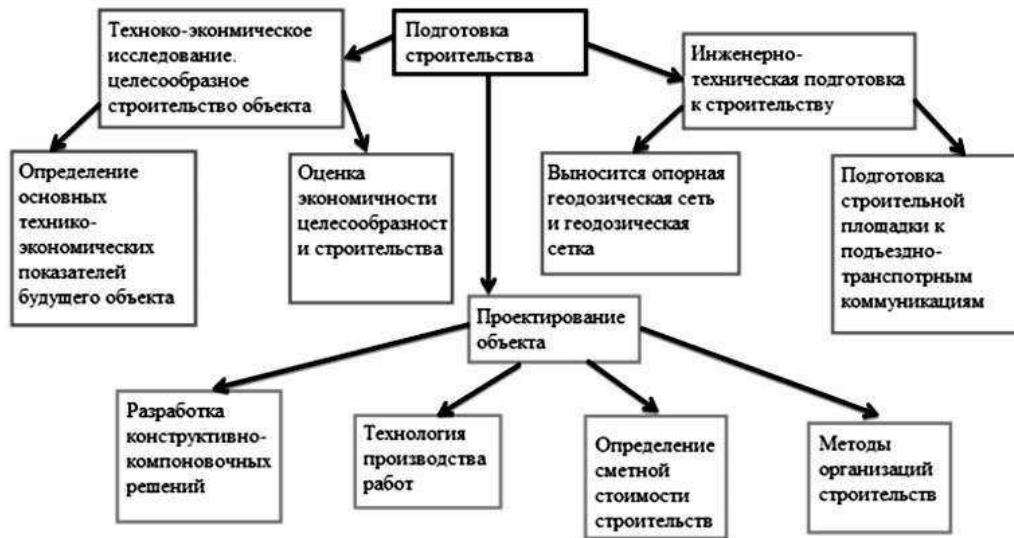 Техноко-экономическое
исследование.
целесообразное
строительство объекта
Подготовка
строительства
Инженерно-
техническая подготовка
к строительству
Определение
основных
технико-
экономических
показателей
будущего объекта
Оценка
экономичности
целесообразност
и строительства
Выносится опорная
геодозическая сеть
и геодозическая
сетка
Подготовка
строительной
площадки к
подъездно-
транспотрным
коммуникациям
Проектирование
объекта
Разработка
конструктивно-
компоновочных
решений
Технология
производства
работ
Определение
сметной
стоимости
строительств
Методы
организаций
строительств